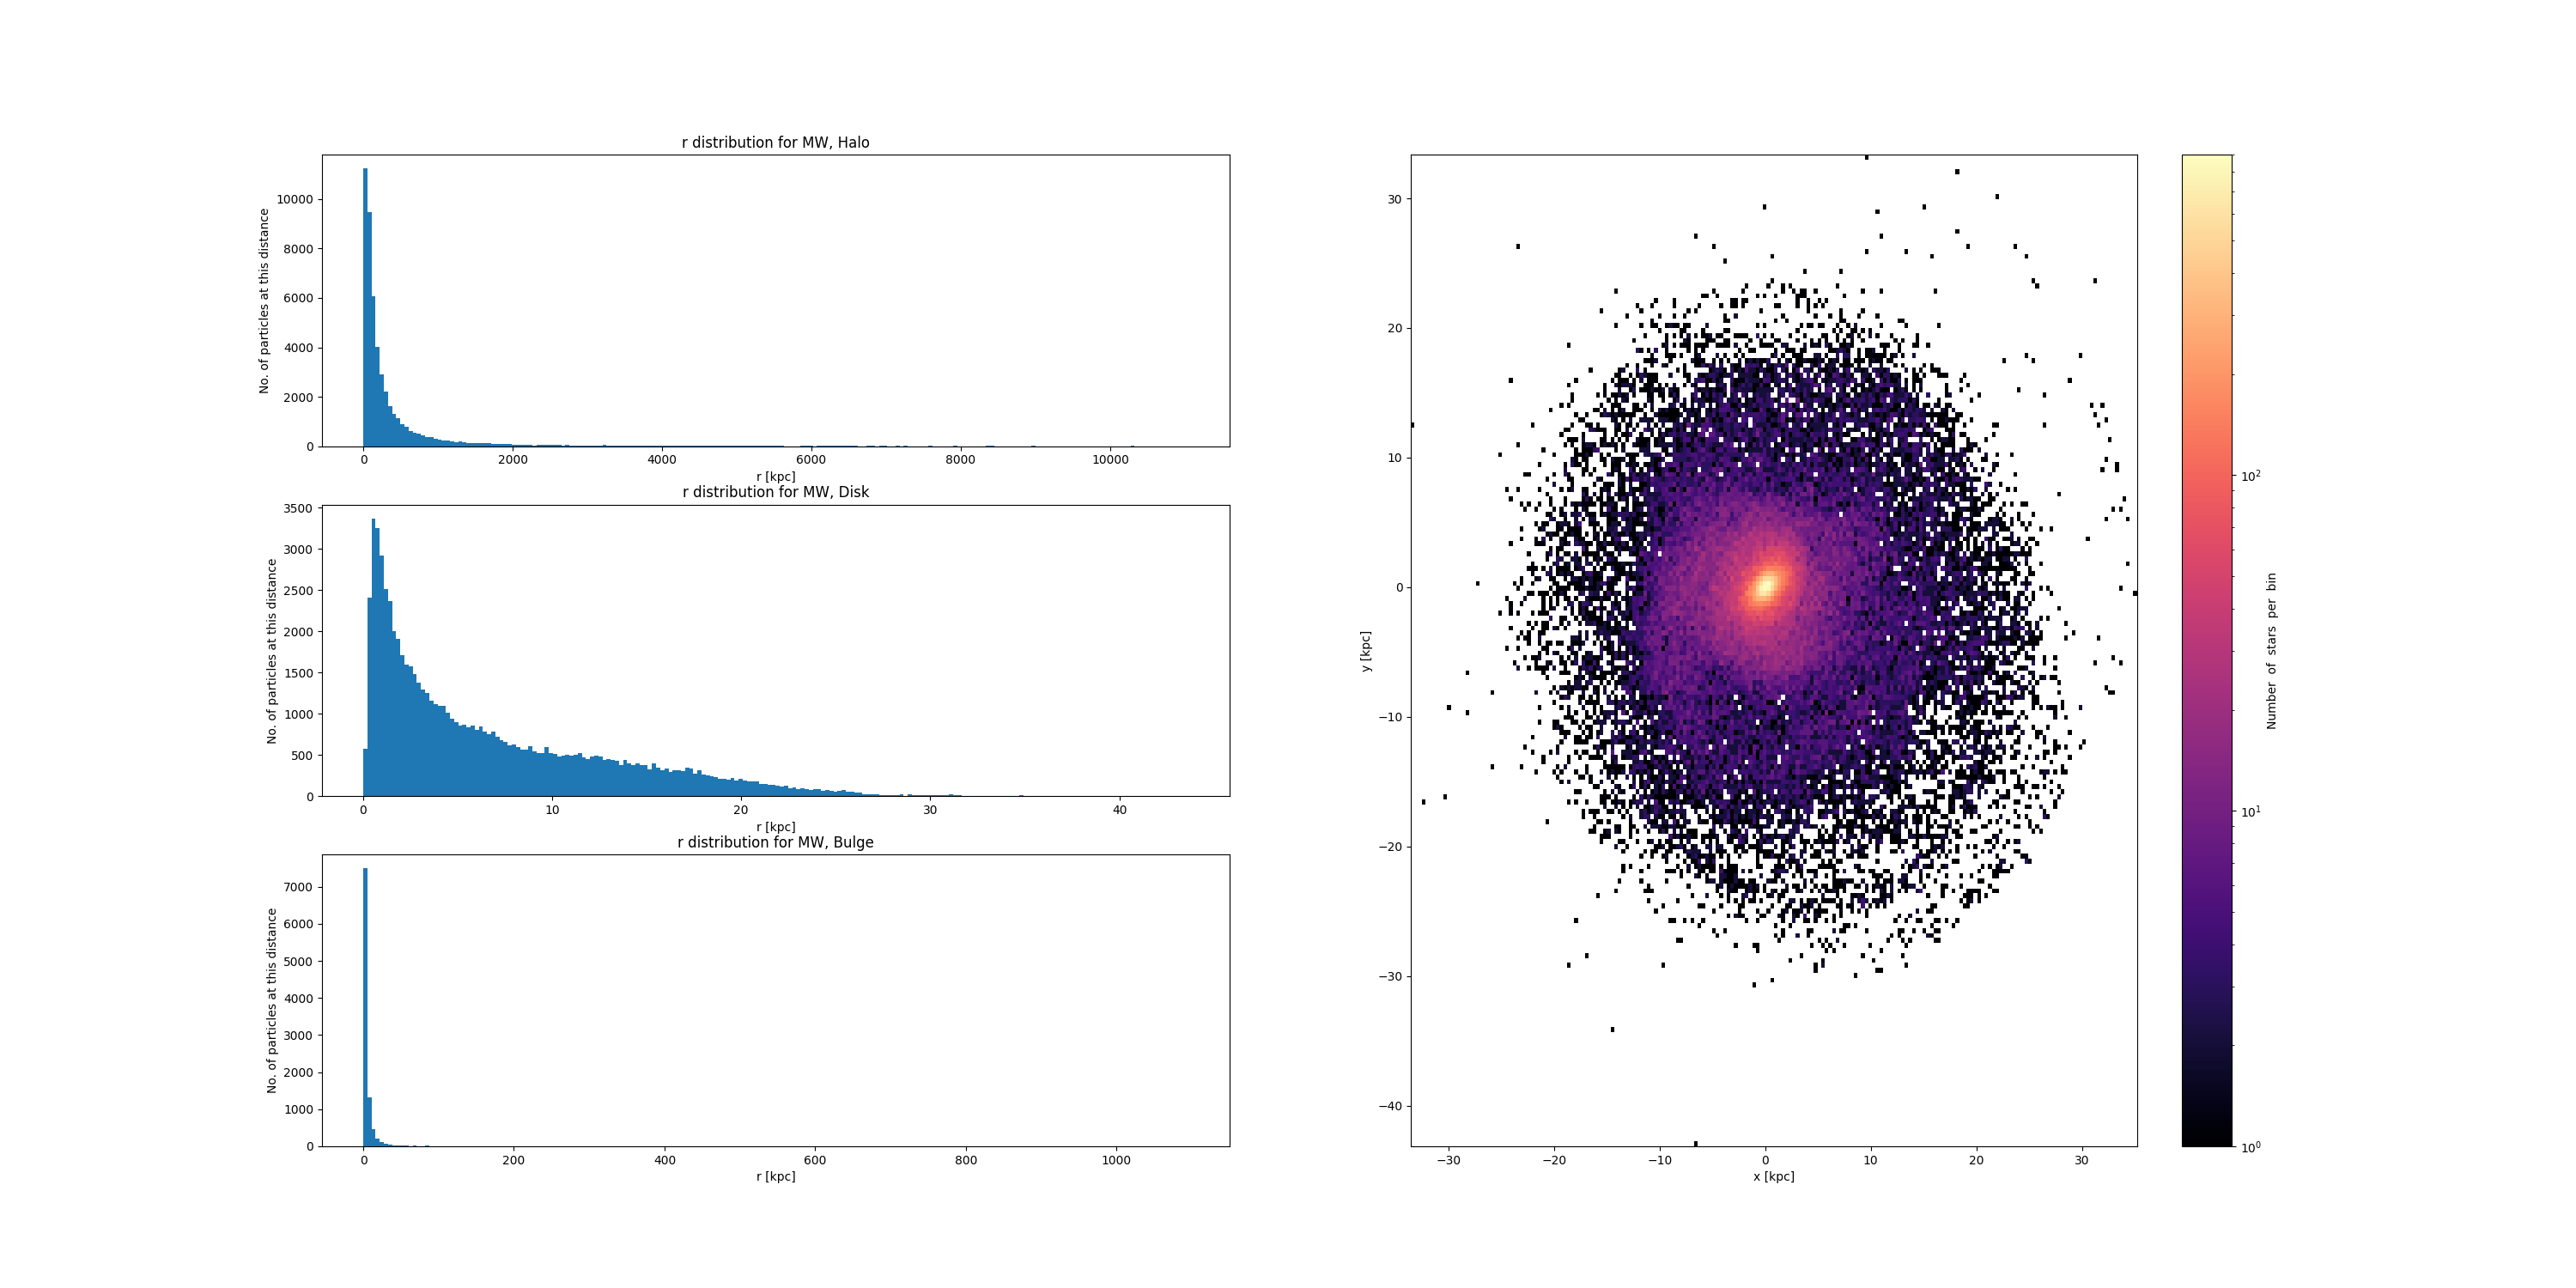 r distribution for MW, Halo
No. of particles at this distance
10000
8000
6000
4000
2000
0
0 2000 4000 6000 8000 10000
r [kpc]
r distribution for MW, Disk
No. of particles at this distance
3500
3000
2500
2000
1500
1000
500
0
0 10 20 30 40
r [kpc]
r distribution for MW, Bulge
No. of particles at this distance
7000
6000
5000
4000
3000
2000
1000
0
0 200 400 600 800 1000
r [kpc]
y [kpc]
30
20
10
0
−10
−20
−30
−40
−30 −20 −10 0 10 20 30
x [kpc]
10²
10¹
10⁰
Number of stars per bin